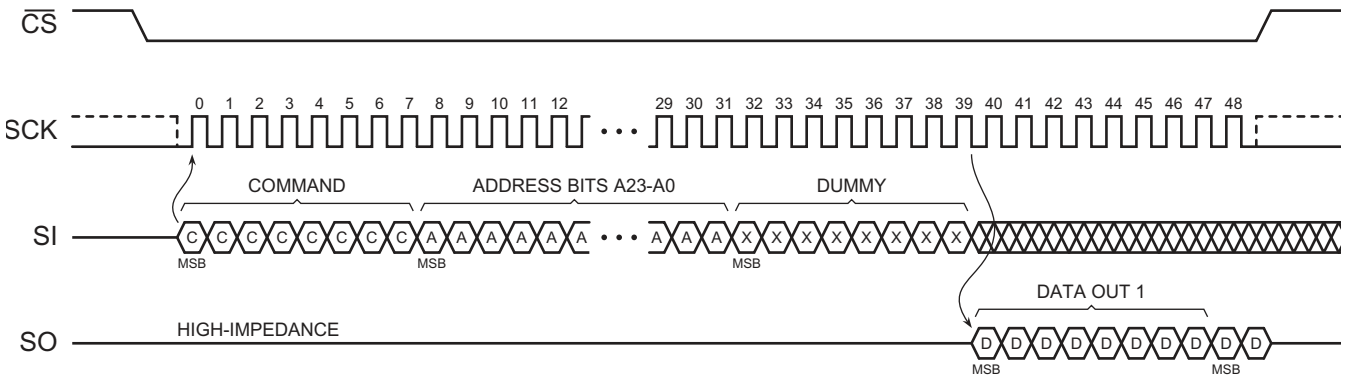 C̅S̅
0 1 2 3 4 5 6 7 8 9 10 11 12 29 30 31 32 33 34 35 36 37 38 39 40 41 42 43 44 45 46 47 48
SCK • • •
COMMAND ADDRESS BITS A23-A0 DUMMY
SI C C C C C C C C A A A A A A • • • A A A X X X X X X X X
MSB MSB MSB
DATA OUT 1
HIGH-IMPEDANCE
SO D D D D D D D D D D
MSB MSB